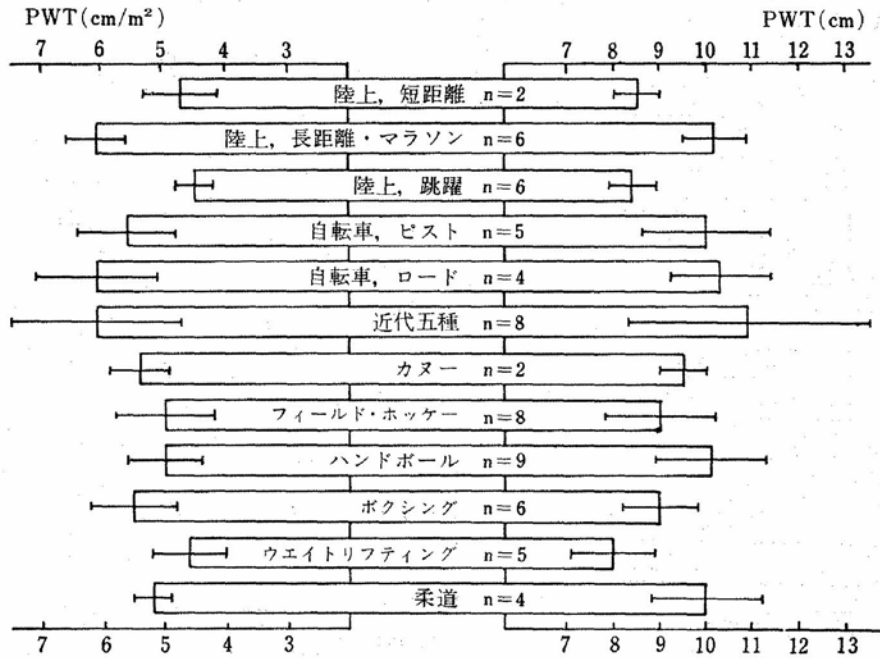 PWT(cm/m²) PWT(cm)
7 6 5 4 3 7 8 9 10 11 12 13
陸上，短距離 n=2
陸上，長距離・マラソン n=6
陸上，跳躍 n=6
自転車，ピスト n=5
自転車，ロード n=4
近代五種 n=8
カヌー n=2
フィールド・ホッケー n=8
ハンドボール n=9
ボクシング n=6
ウエイトリフティング n=5
柔道 n=4
7 6 5 4 3 7 8 9 10 11 12 13